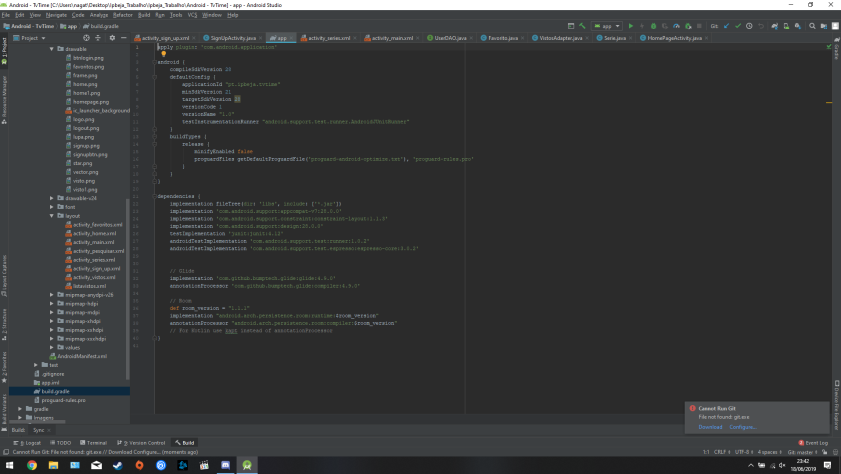 Android - TvTime [C:\Users\nagat\Desktop\Ipbeja_Trabalho\Ipbeja_Trabalho\TvTime\Android] - app - Android Studio
File Edit View Navigate Code Analyze Refactor Build Run Tools VCS Window Help
Android - TvTime app build.gradle
app
Git:
Project
activity_sign_up.xml SignUpActivity.java app activity_series.xml activity_main.xml UserDAO.java Favorito.java VistosAdapter.java Serie.java HomePageActivity.java
drawable
btnlogin.png
favoritos.png
frame.png
home.png
home1.png
homepage.png
ic_launcher_background
logo.png
logout.png
lupa.png
signup.png
signupbtn.png
star.png
vector.png
visto.png
visto1.png
drawable-v24
font
layout
activity_favoritos.xml
activity_home.xml
activity_main.xml
activity_pesquisar.xml
activity_series.xml
activity_sign_up.xml
activity_vistos.xml
listavistos.xml
mipmap-anydpi-v26
mipmap-hdpi
mipmap-mdpi
mipmap-xhdpi
mipmap-xxhdpi
mipmap-xxxhdpi
values
AndroidManifest.xml
test
.gitignore
app.iml
build.gradle
proguard-rules.pro
gradle
Imagens
apply plugin: 'com.android.application'
android {
compileSdkVersion 28
defaultConfig {
applicationId "pt.ipbeja.tvtime"
minSdkVersion 21
targetSdkVersion 28
versionCode 1
versionName "1.0"
testInstrumentationRunner "android.support.test.runner.AndroidJUnitRunner"
}
buildTypes {
release {
minifyEnabled false
proguardFiles getDefaultProguardFile('proguard-android-optimize.txt'), 'proguard-rules.pro'
}
}
}
dependencies {
implementation fileTree(dir: 'libs', include: ['*.jar'])
implementation 'com.android.support:appcompat-v7:28.0.0'
implementation 'com.android.support.constraint:constraint-layout:1.1.3'
implementation 'com.android.support:design:28.0.0'
testImplementation 'junit:junit:4.12'
androidTestImplementation 'com.android.support.test:runner:1.0.2'
androidTestImplementation 'com.android.support.test.espresso:espresso-core:3.0.2'
// Glide
implementation 'com.github.bumptech.glide:glide:4.9.0'
annotationProcessor 'com.github.bumptech.glide:compiler:4.9.0'
// Room
def room_version = "1.1.1"
implementation "android.arch.persistence.room:runtime:$room_version"
annotationProcessor "android.arch.persistence.room:compiler:$room_version"
// For Kotlin use kapt instead of annotationProcessor
}
1: Project
Resource Manager
Layout Captures
Z: Structure
2: Favorites
Build Variants
Gradle
Device File Explorer
Cannot Run Git
File not found: git.exe
Download Configure...
Build: Sync
6: Logcat TODO Terminal 9: Version Control Build
2 Event Log
Cannot Run Git: File not found: git.exe // Download Configure... (moments ago)
1:1 CRLF UTF-8 4 spaces Git: master
23:42
18/06/2019